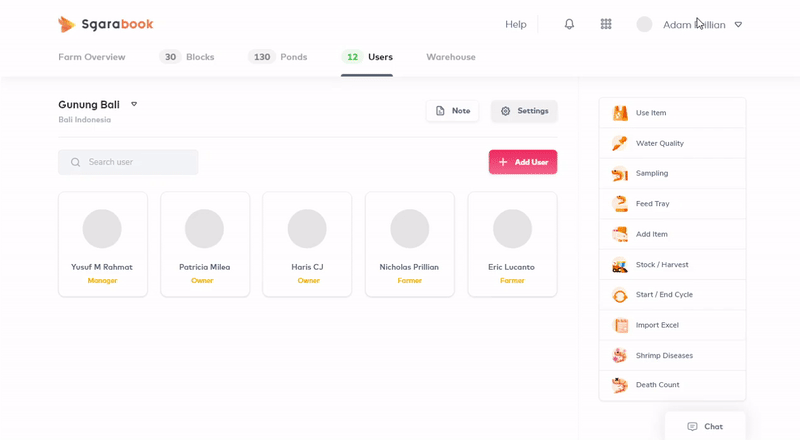 Sgarabook
Help
Adam Prillian
Farm Overview
30 Blocks
130 Ponds
12 Users
Warehouse
Gunung Bali
Bali Indonesia
Note
Settings
Search user
+ Add User
Yusuf M Rahmat
Manager
Patricia Milea
Owner
Haris CJ
Owner
Nicholas Prillian
Farmer
Eric Lucanto
Farmer
Use Item
Water Quality
Sampling
Feed Tray
Add Item
Stock / Harvest
Start / End Cycle
Import Excel
Shrimp Diseases
Death Count
Chat